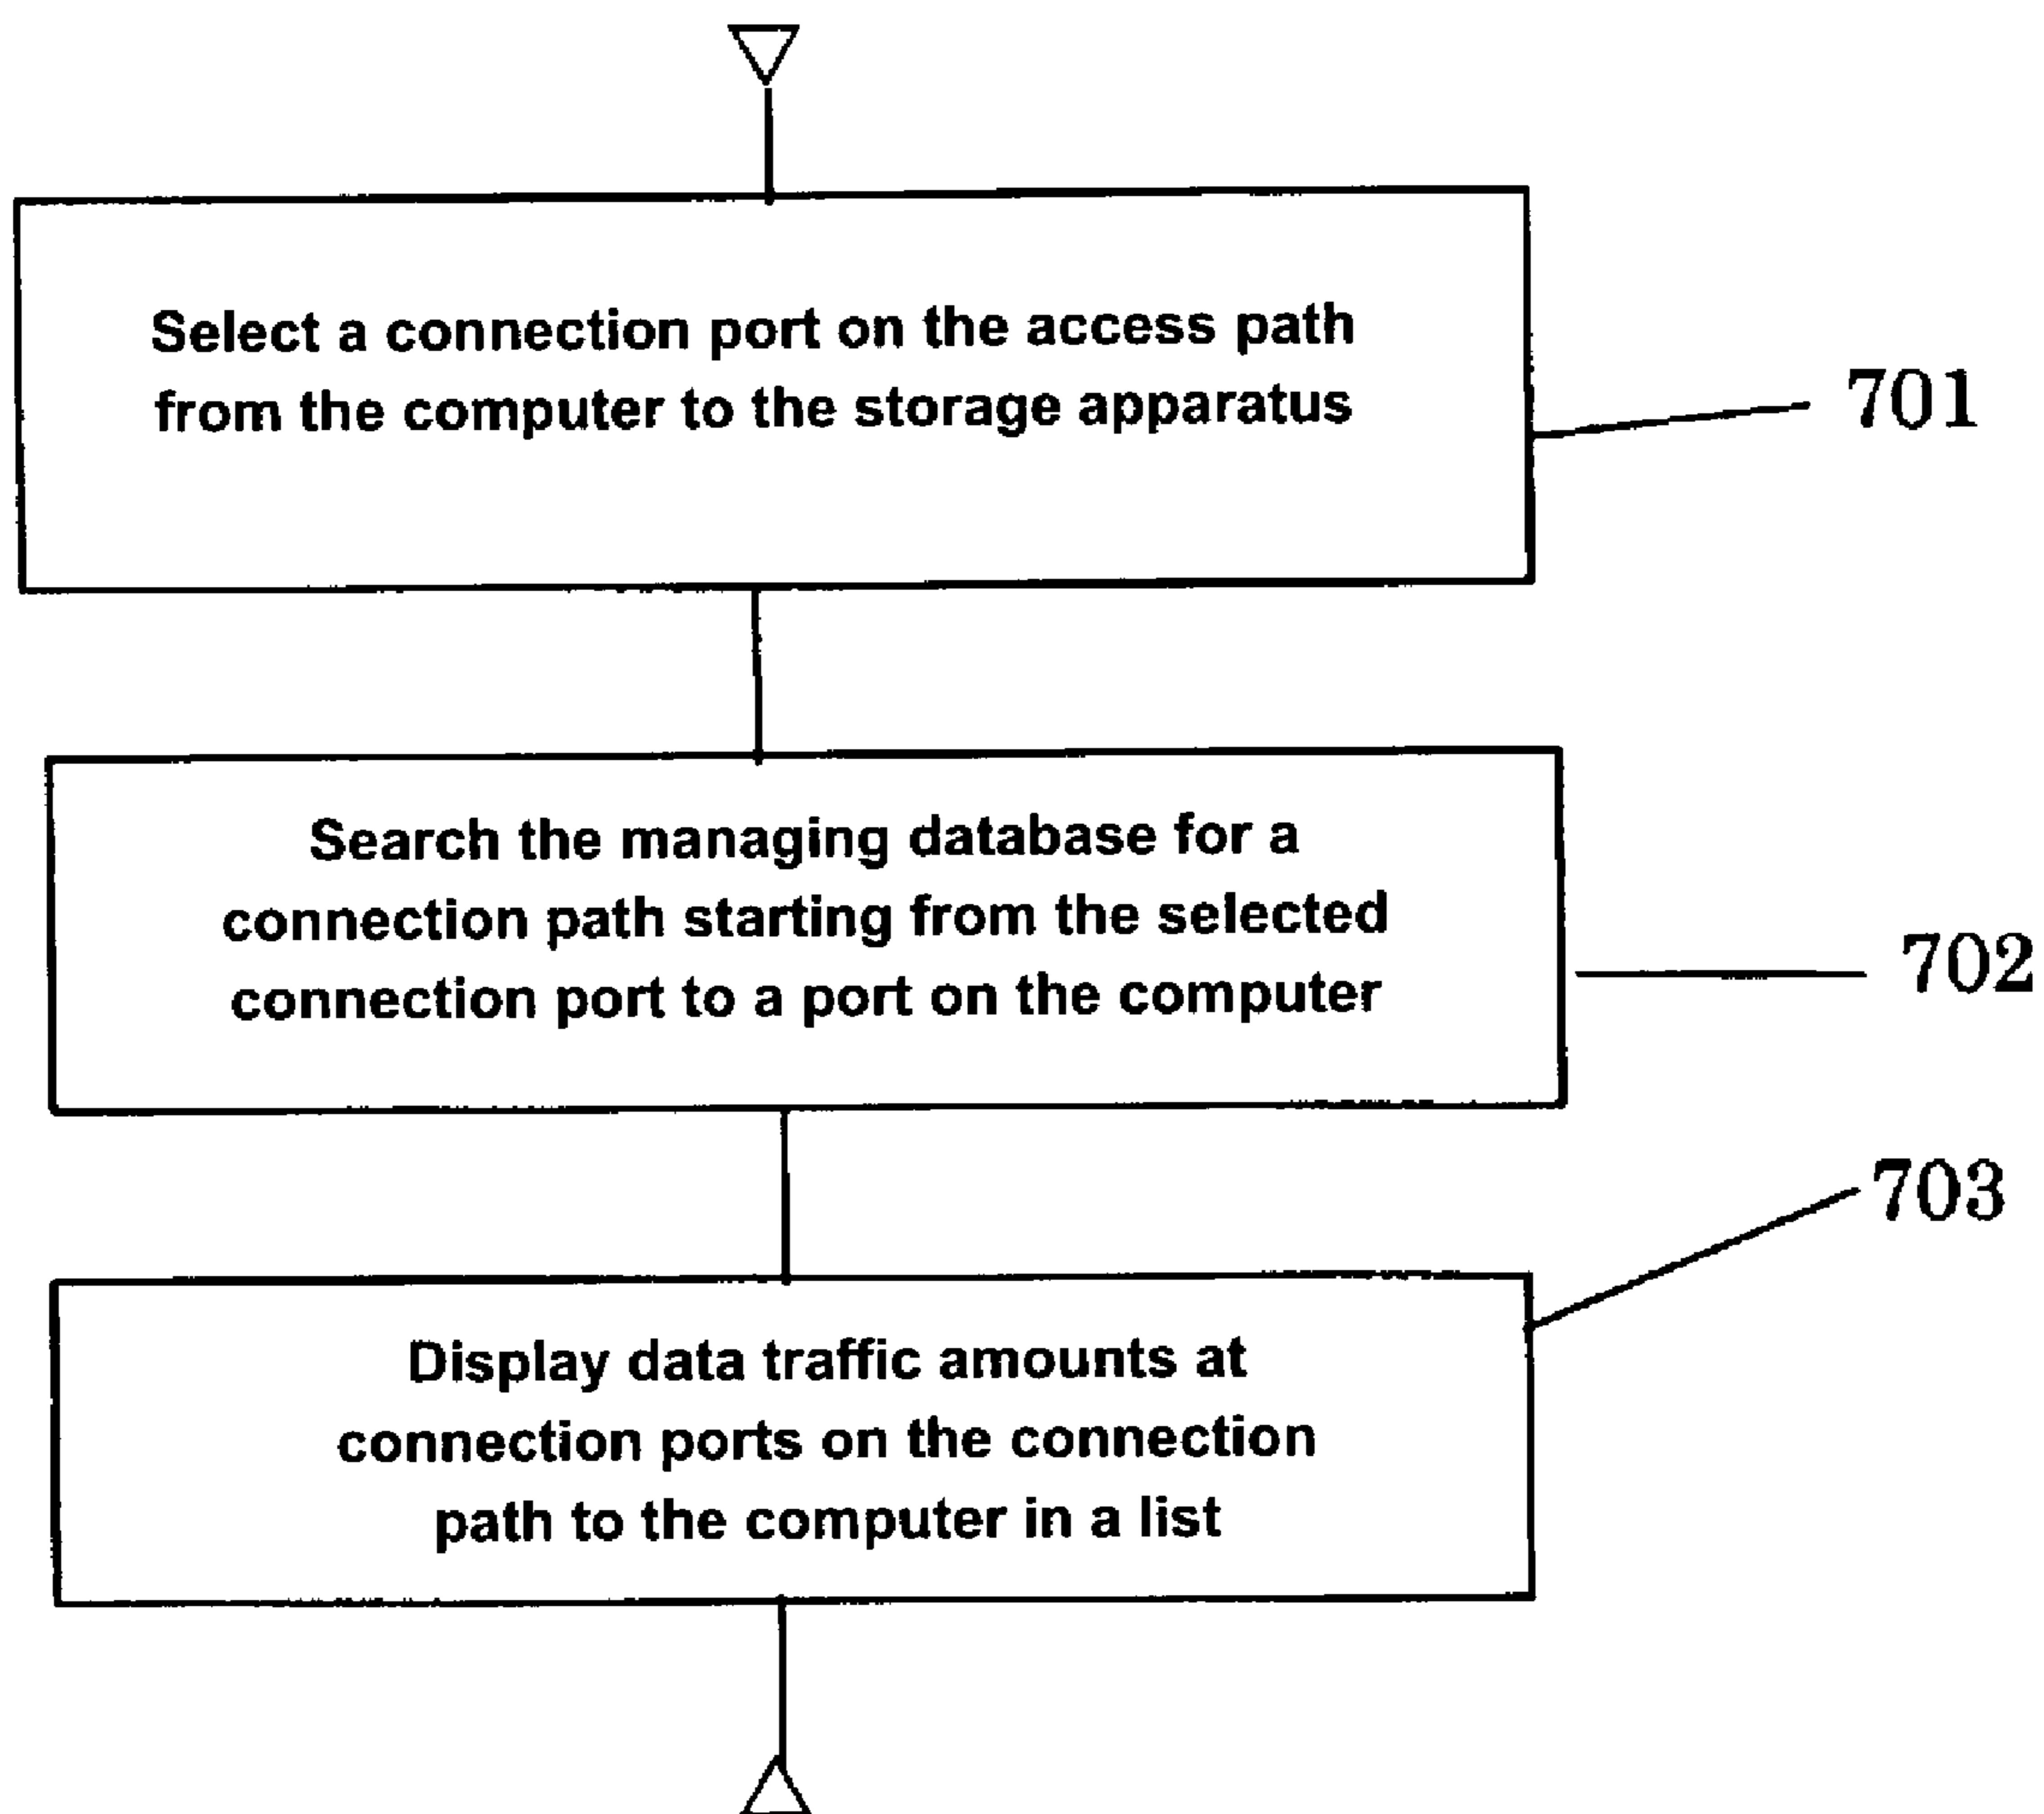 Select a connection port on the access path
from the computer to the storage apparatus
701
Search the managing database for a
connection path starting from the selected
connection port to a port on the computer
702
703
Display data traffic amounts at
connection ports on the connection
path to the computer in a list